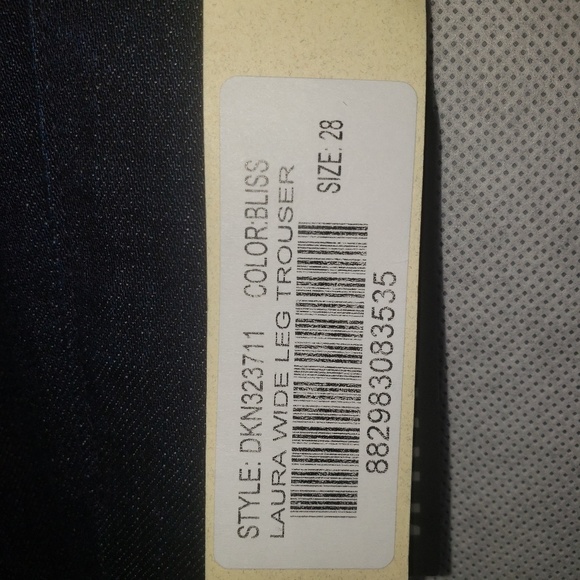 STYLE: DKN323711 COLOR:BLISS
LAURA WIDE LEG TROUSER
SIZE: 28
882983083535